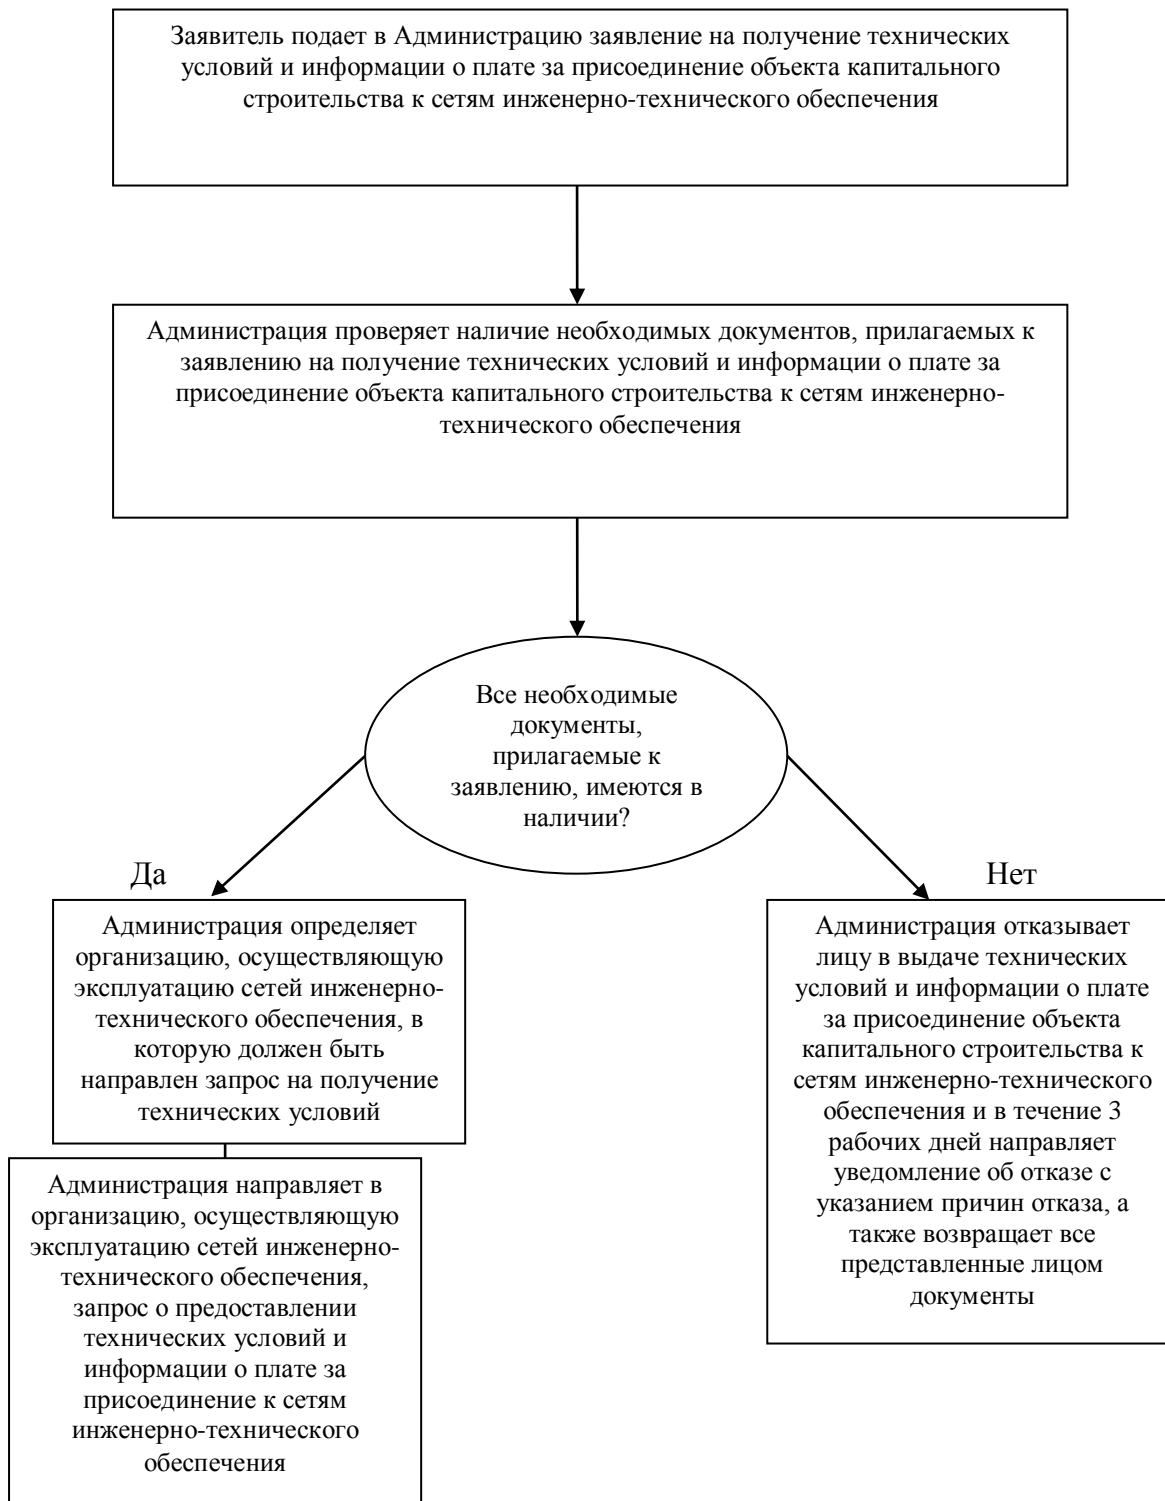 Заявитель подает в Администрацию заявление на получение технических
условий и информации о плате за присоединение объекта капитального
строительства к сетям инженерно-технического обеспечения
Администрация проверяет наличие необходимых документов, прилагаемых к
заявлению на получение технических условий и информации о плате за
присоединение объекта капитального строительства к сетям инженерно-
технического обеспечения
Все необходимые
документы,
прилагаемые к
заявлению, имеются в
наличии?
Да
Администрация определяет
организацию, осуществляющую
эксплуатацию сетей инженерно-
технического обеспечения, в
которую должен быть
направлен запрос на получение
технических условий
Администрация направляет в
организацию, осуществляющую
эксплуатацию сетей инженерно-
технического обеспечения,
запрос о предоставлении
технических условий и
информации о плате за
присоединение к сетям
инженерно-технического
обеспечения
Нет
Администрация отказывает
лицу в выдаче технических
условий и информации о плате
за присоединение объекта
капитального строительства к
сетям инженерно-технического
обеспечения и в течение 3
рабочих дней направляет
уведомление об отказе с
указанием причин отказа, а
также возвращает все
представленные лицом
документы